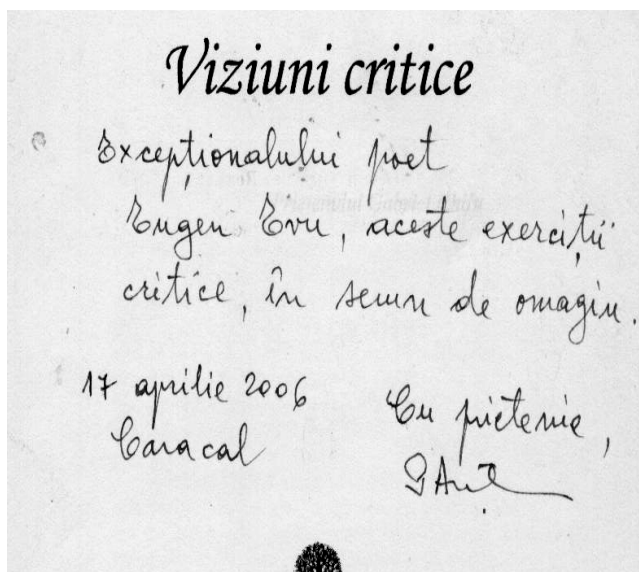 Viziuni critice
Excepționalului poet
Eugen Evu, aceste exerciții
critice, în semn de omagiu.
17 aprilie 2006
Cu prietenie,
Caracal